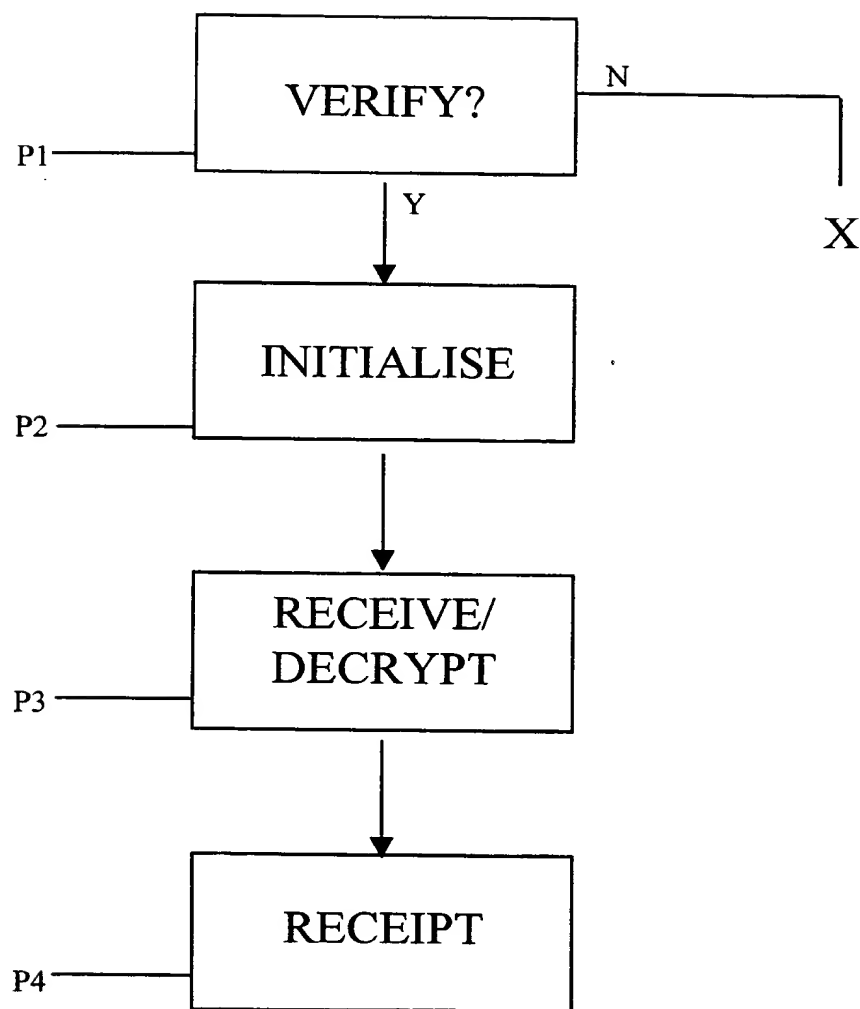 VERIFY?
N
P1
Y
X
INITIALISE
P2
RECEIVE/
DECRYPT
P3
RECEIPT
P4